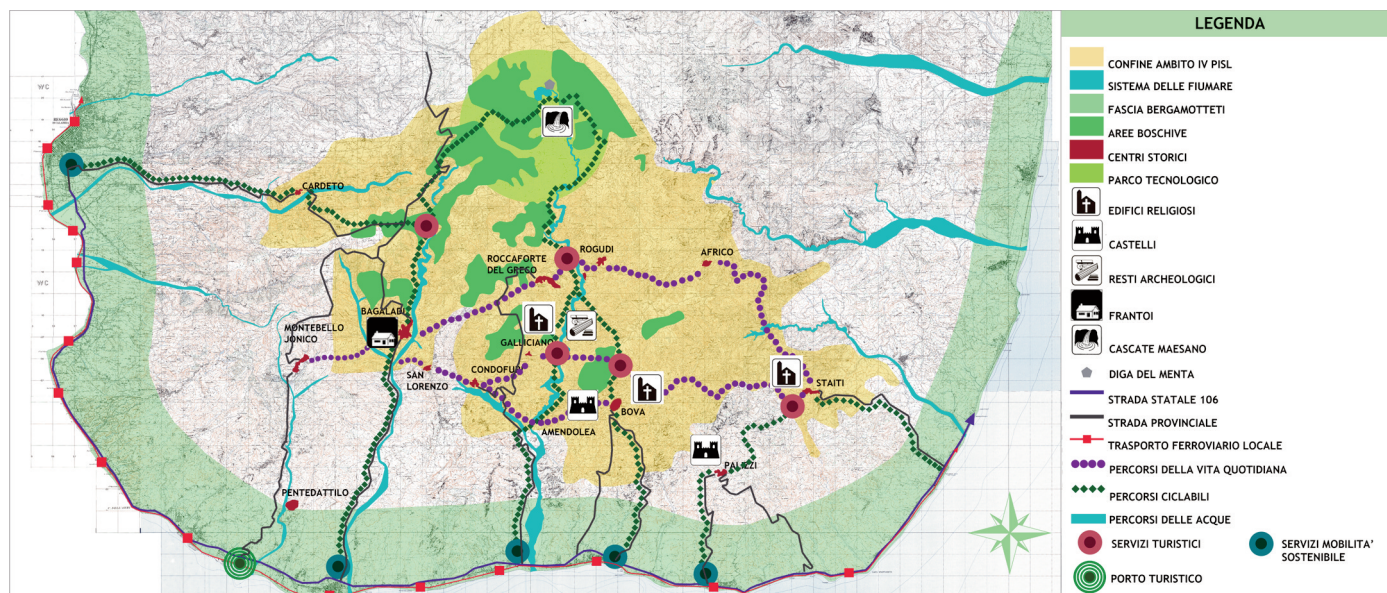 CARDETO
ROCCAFORTE
DEL GRECO
ROGUDI
AFRICO
BAGALADI
MONTEBELLO
JONICO
GALLICIANO
SAN
LORENZO
CONDOFURI
STAITI
BOVA
AMENDOLEA
PALIZZI
PENTEDATTILO
LEGENDA
CONFINE AMBITO IV PISL
SISTEMA DELLE FIUMARE
FASCIA BERGAMOTTETI
AREE BOSCHIVE
CENTRI STORICI
PARCO TECNOLOGICO
EDIFICI RELIGIOSI
CASTELLI
RESTI ARCHEOLOGICI
FRANTOI
CASCATE MAESANO
DIGA DEL MENTA
STRADA STATALE 106
STRADA PROVINCIALE
TRASPORTO FERROVIARIO LOCALE
PERCORSI DELLA VITA QUOTIDIANA
PERCORSI CICLABILI
PERCORSI DELLE ACQUE
SERVIZI TURISTICI
SERVIZI MOBILITA'
SOSTENIBILE
PORTO TURISTICO